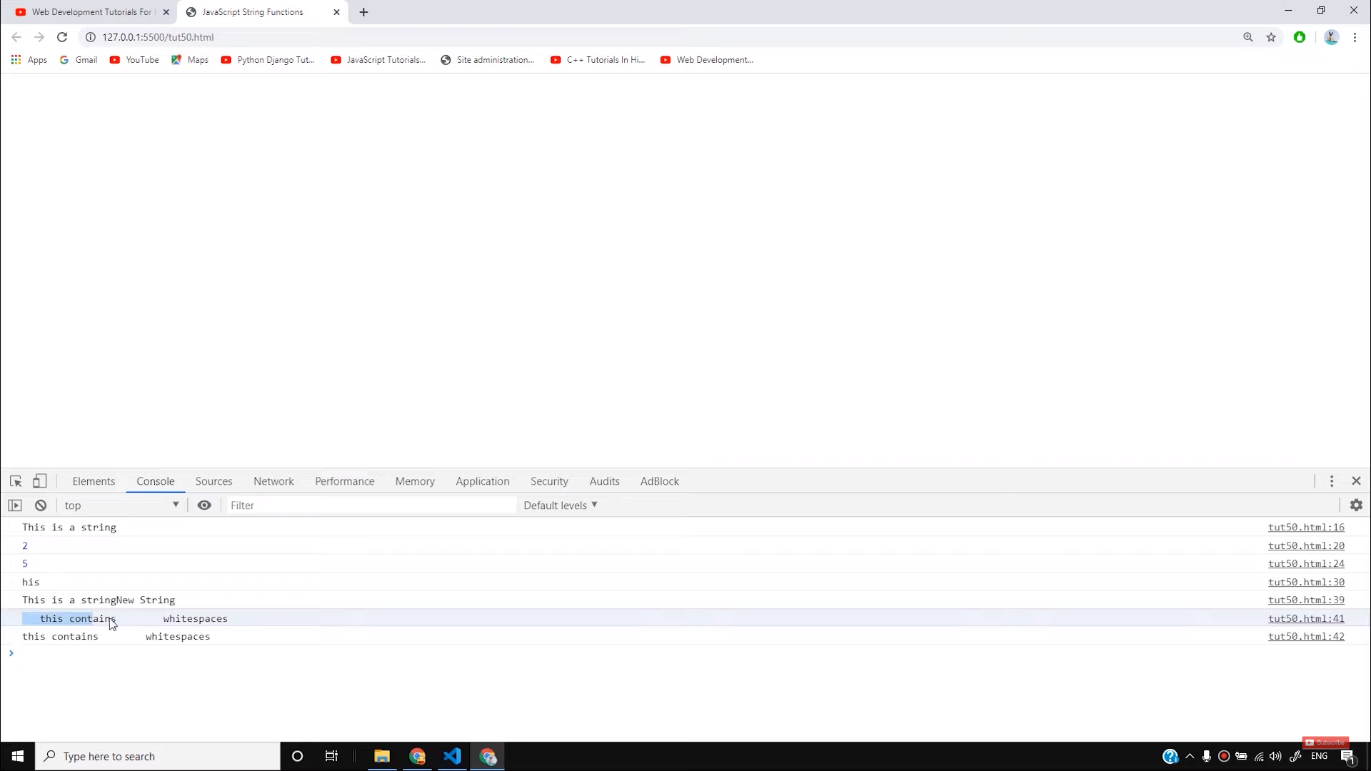 Web Development Tutorials For
JavaScript String Functions
127.0.0.1:5500/tut50.html
Apps Gmail YouTube Maps Python Django Tut... JavaScript Tutorials... Site administration... C++ Tutorials In Hi... Web Development...
Elements Console Sources Network Performance Memory Application Security Audits AdBlock
top Filter Default levels
This is a string tut50.html:16
2 tut50.html:20
5 tut50.html:24
his tut50.html:30
This is a stringNew String tut50.html:39
this contains whitespaces tut50.html:41
this contains whitespaces tut50.html:42
Subscribe
Type here to search ENG 1